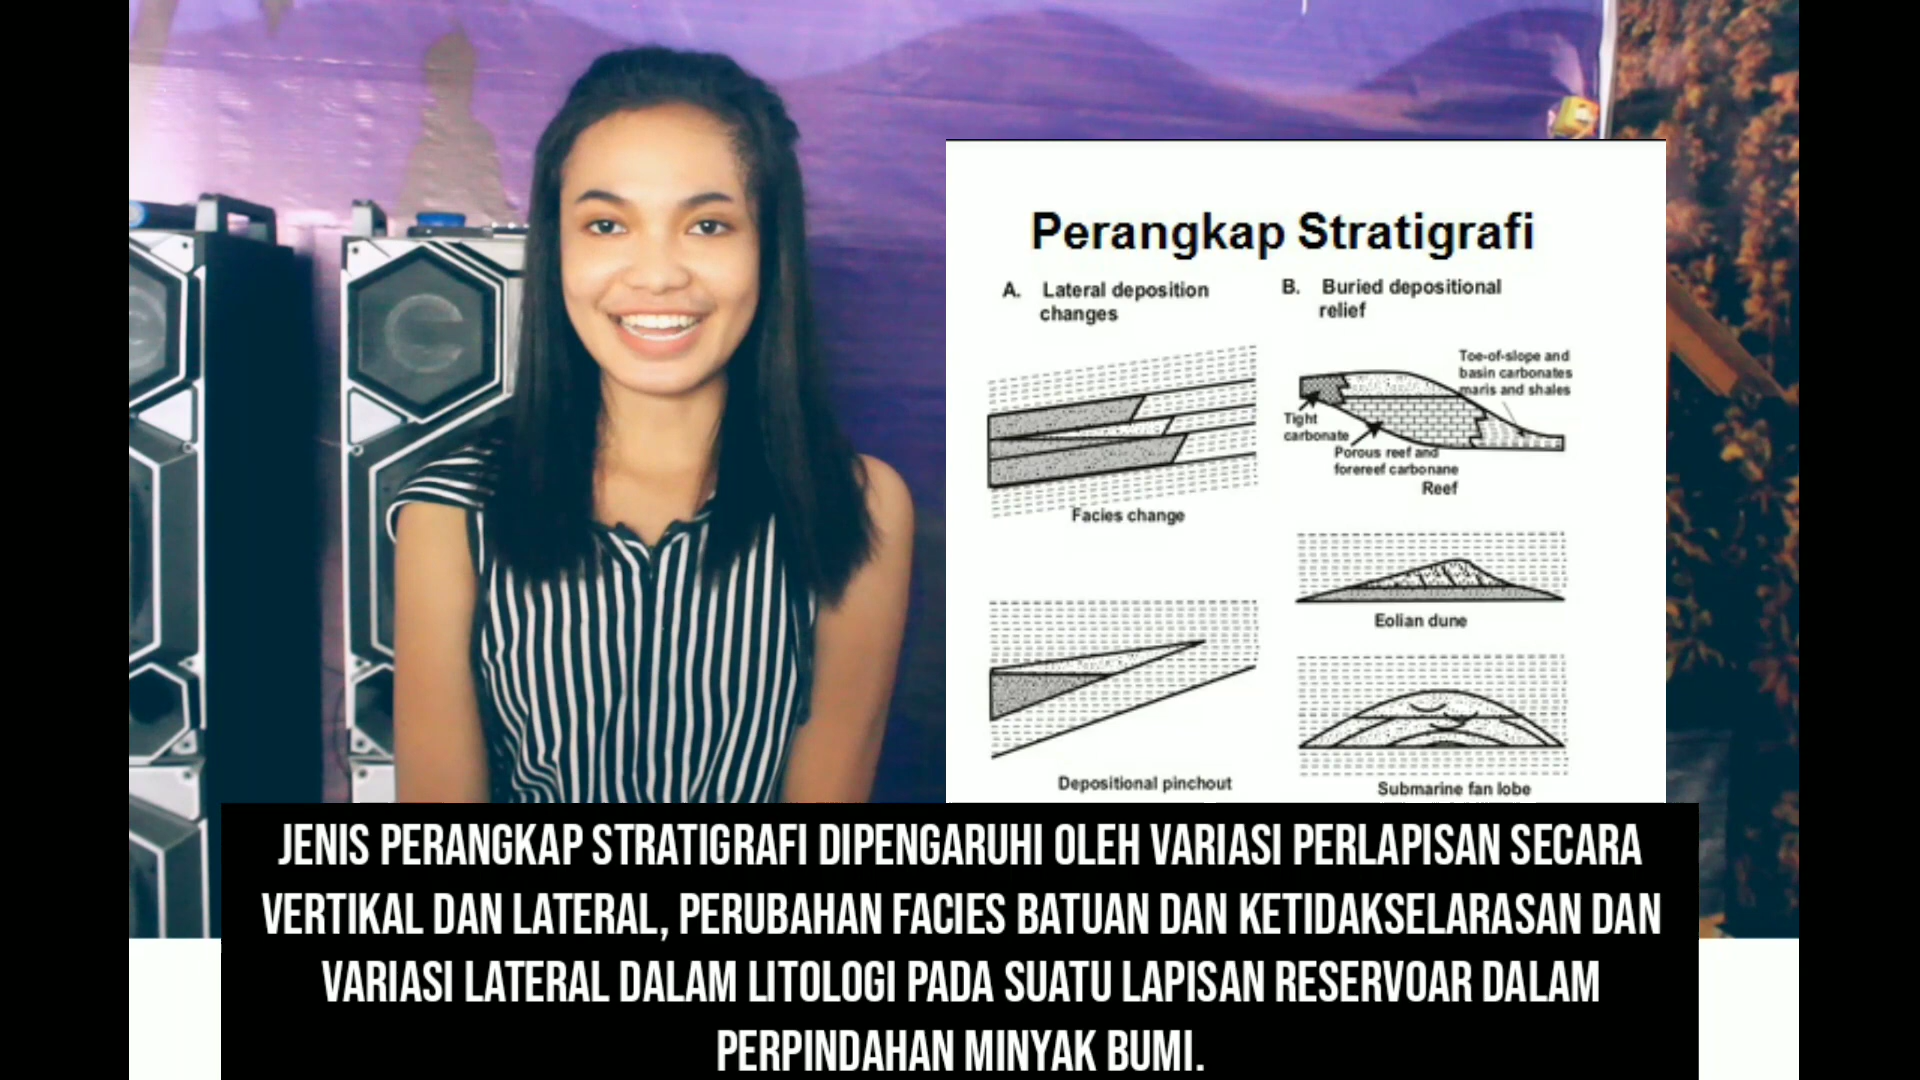 Perangkap Stratigrafi
A. Lateral deposition
changes
B. Buried depositional
relief
Toe-of-slope and
basin carbonates
maris and shales
Tight
carbonate
Porous reef and
forereef carbonane
Reef
Facies change
Eolian dune
Depositional pinchout
Submarine fan lobe
JENIS PERANGKAP STRATIGRAFI DIPENGARUHI OLEH VARIASI PERLAPISAN SECARA
VERTIKAL DAN LATERAL, PERUBAHAN FACIES BATUAN DAN KETIDAKSELARASAN DAN
VARIASI LATERAL DALAM LITOLOGI PADA SUATU LAPISAN RESERVOAR DALAM
PERPINDAHAN MINYAK BUMI.